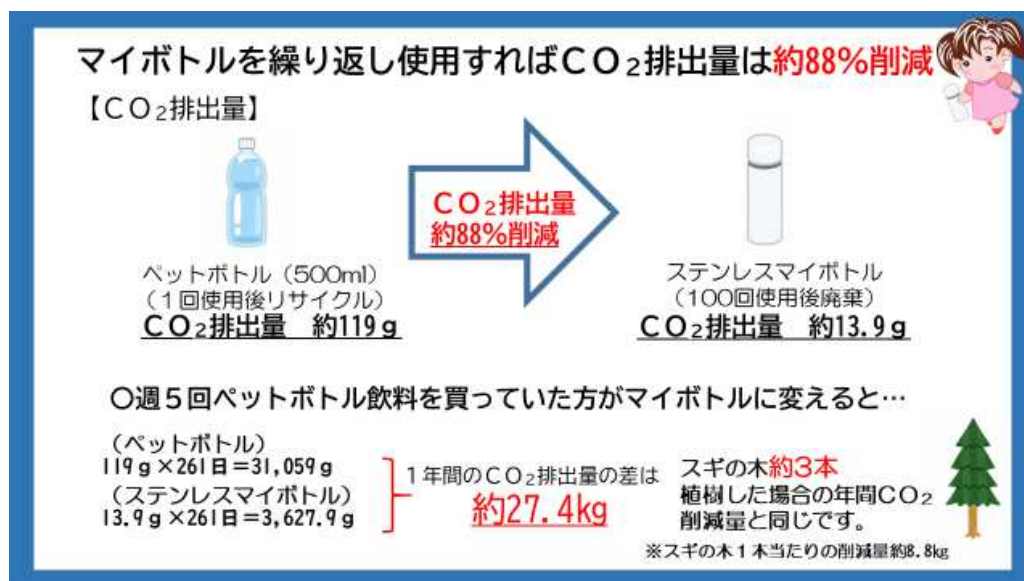 マイボトルを繰り返し使用すればCO₂排出量は約88%削減
【CO₂排出量】
CO₂排出量
約88%削減
ペットボトル（500ml）
（1回使用後リサイクル）
CO₂排出量　約119g
ステンレスマイボトル
（100回使用後廃棄）
CO₂排出量　約13.9g
〇週5回ペットボトル飲料を買っていた方がマイボトルに変えると…
（ペットボトル）
119g×261日＝31,059g
（ステンレスマイボトル）
13.9g×261日＝3,627.9g
1年間のCO₂排出量の差は
約27.4kg
スギの木約3本
植樹した場合の年間CO₂
削減量と同じです。
※スギの木1本当たりの削減量約8.8kg